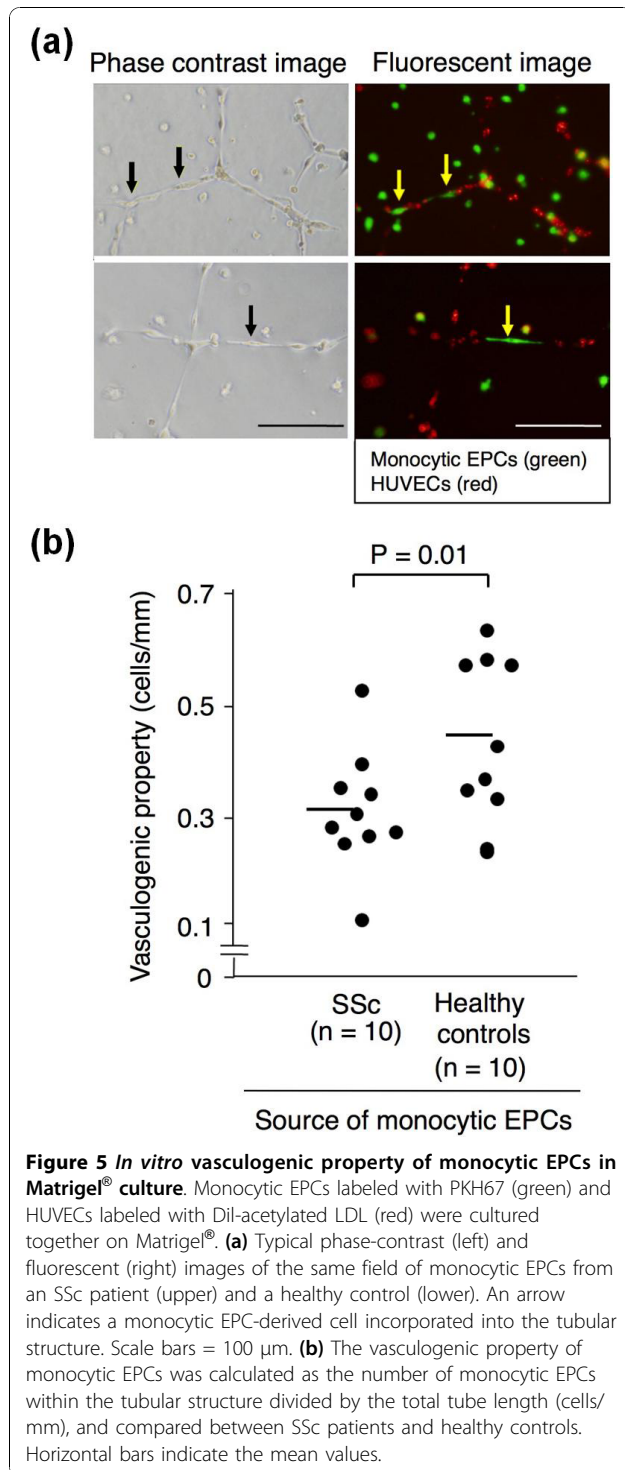 (a)
Phase contrast image Fluorescent image
Monocytic EPCs (green)
HUVECs (red)
(b)
P = 0.01
Vasculogenic property (cells/mm)
0.7
0.5
0.3
0.1
0
SSc
(n = 10)
Healthy
controls
(n = 10)
Source of monocytic EPCs
Figure 5 In vitro vasculogenic property of monocytic EPCs in
Matrigel® culture. Monocytic EPCs labeled with PKH67 (green) and
HUVECs labeled with DiI-acetylated LDL (red) were cultured
together on Matrigel®. (a) Typical phase-contrast (left) and
fluorescent (right) images of the same field of monocytic EPCs from
an SSc patient (upper) and a healthy control (lower). An arrow
indicates a monocytic EPC-derived cell incorporated into the tubular
structure. Scale bars = 100 μm. (b) The vasculogenic property of
monocytic EPCs was calculated as the number of monocytic EPCs
within the tubular structure divided by the total tube length (cells/
mm), and compared between SSc patients and healthy controls.
Horizontal bars indicate the mean values.